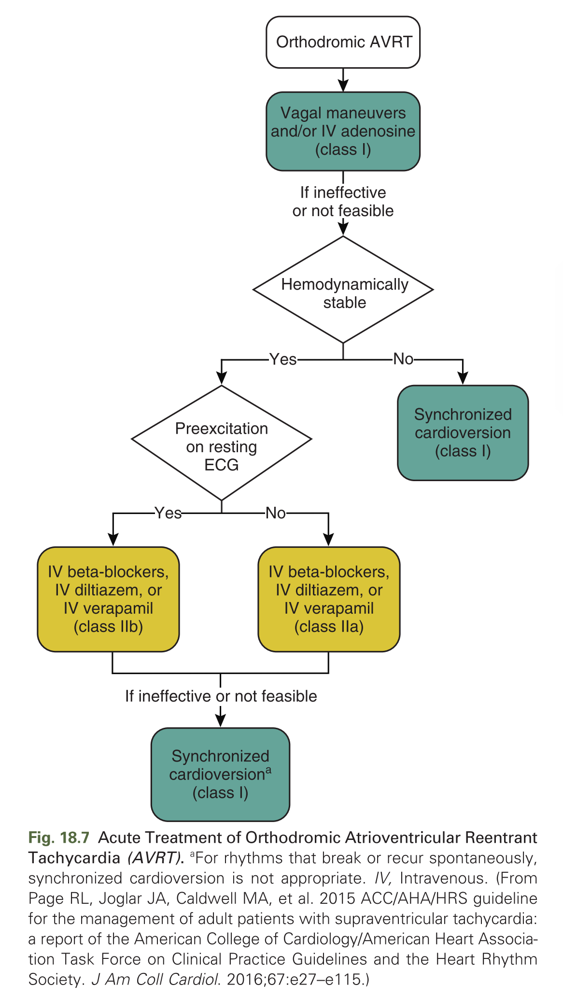 Orthodromic AVRT
Vagal maneuvers
and/or IV adenosine
(class I)
If ineffective
or not feasible
Hemodynamically
stable
Yes
No
Preexcitation
on resting
ECG
Synchronized
cardioversion
(class I)
Yes
No
IV beta-blockers,
IV diltiazem, or
IV verapamil
(class IIb)
IV beta-blockers,
IV diltiazem, or
IV verapamil
(class IIa)
If ineffective or not feasible
Synchronized
cardioversionᵃ
(class I)
Fig. 18.7 Acute Treatment of Orthodromic Atrioventricular Reentrant
Tachycardia (AVRT). ᵃFor rhythms that break or recur spontaneously,
synchronized cardioversion is not appropriate. IV, Intravenous. (From
Page RL, Joglar JA, Caldwell MA, et al. 2015 ACC/AHA/HRS guideline
for the management of adult patients with supraventricular tachycardia:
a report of the American College of Cardiology/American Heart Associa-
tion Task Force on Clinical Practice Guidelines and the Heart Rhythm
Society. J Am Coll Cardiol. 2016;67:e27–e115.)